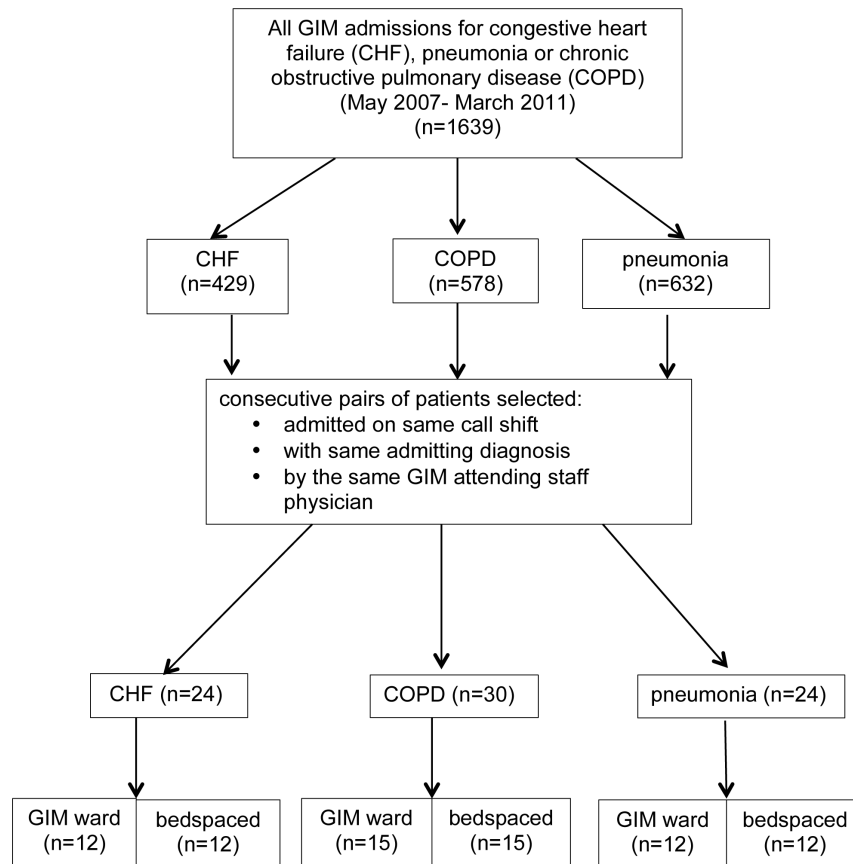 All GIM admissions for congestive heart
failure (CHF), pneumonia or chronic
obstructive pulmonary disease (COPD)
(May 2007- March 2011)
(n=1639)
CHF
(n=429)
COPD
(n=578)
pneumonia
(n=632)
consecutive pairs of patients selected:
• admitted on same call shift
• with same admitting diagnosis
• by the same GIM attending staff
physician
CHF (n=24)
COPD (n=30)
pneumonia (n=24)
GIM ward
(n=12)
bedspaced
(n=12)
GIM ward
(n=15)
bedspaced
(n=15)
GIM ward
(n=12)
bedspaced
(n=12)